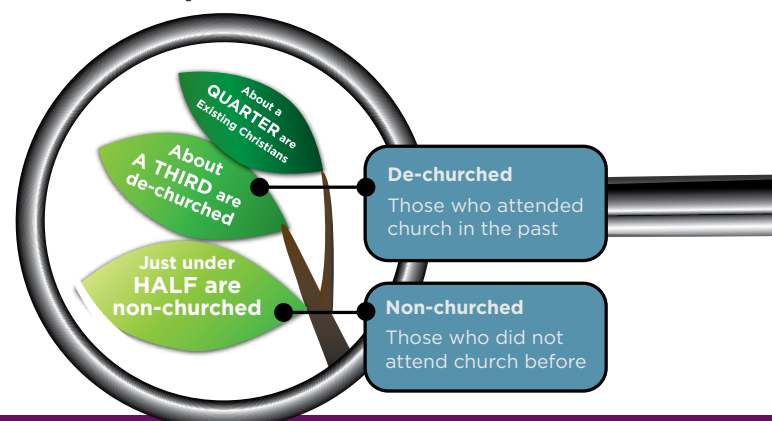 About a
QUARTER are
Existing Christians
About
A THIRD are
de-churched
Just under
HALF are
non-churched
De-churched
Those who attended
church in the past
Non-churched
Those who did not
attend church before